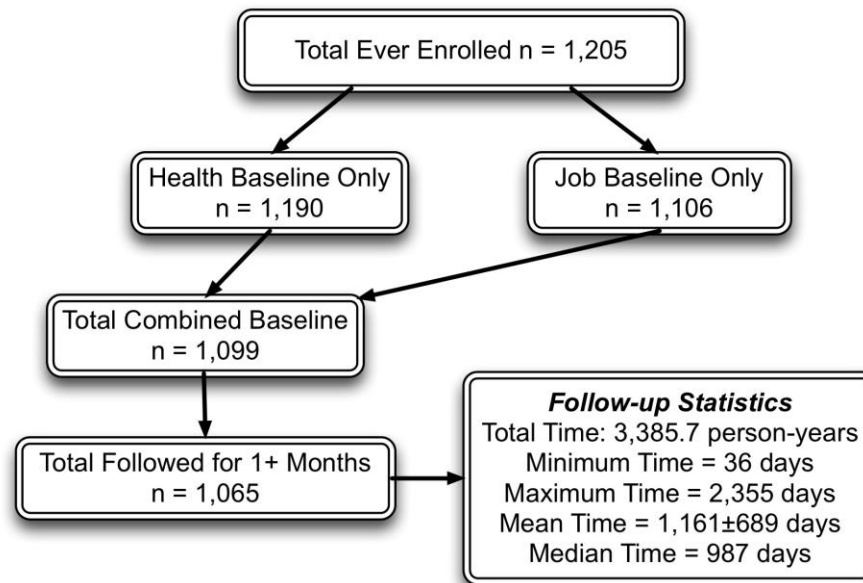 Total Ever Enrolled n = 1,205
Health Baseline Only
n = 1,190
Job Baseline Only
n = 1,106
Total Combined Baseline
n = 1,099
Total Followed for 1+ Months
n = 1,065
Follow-up Statistics
Total Time: 3,385.7 person-years
Minimum Time = 36 days
Maximum Time = 2,355 days
Mean Time = 1,161±689 days
Median Time = 987 days